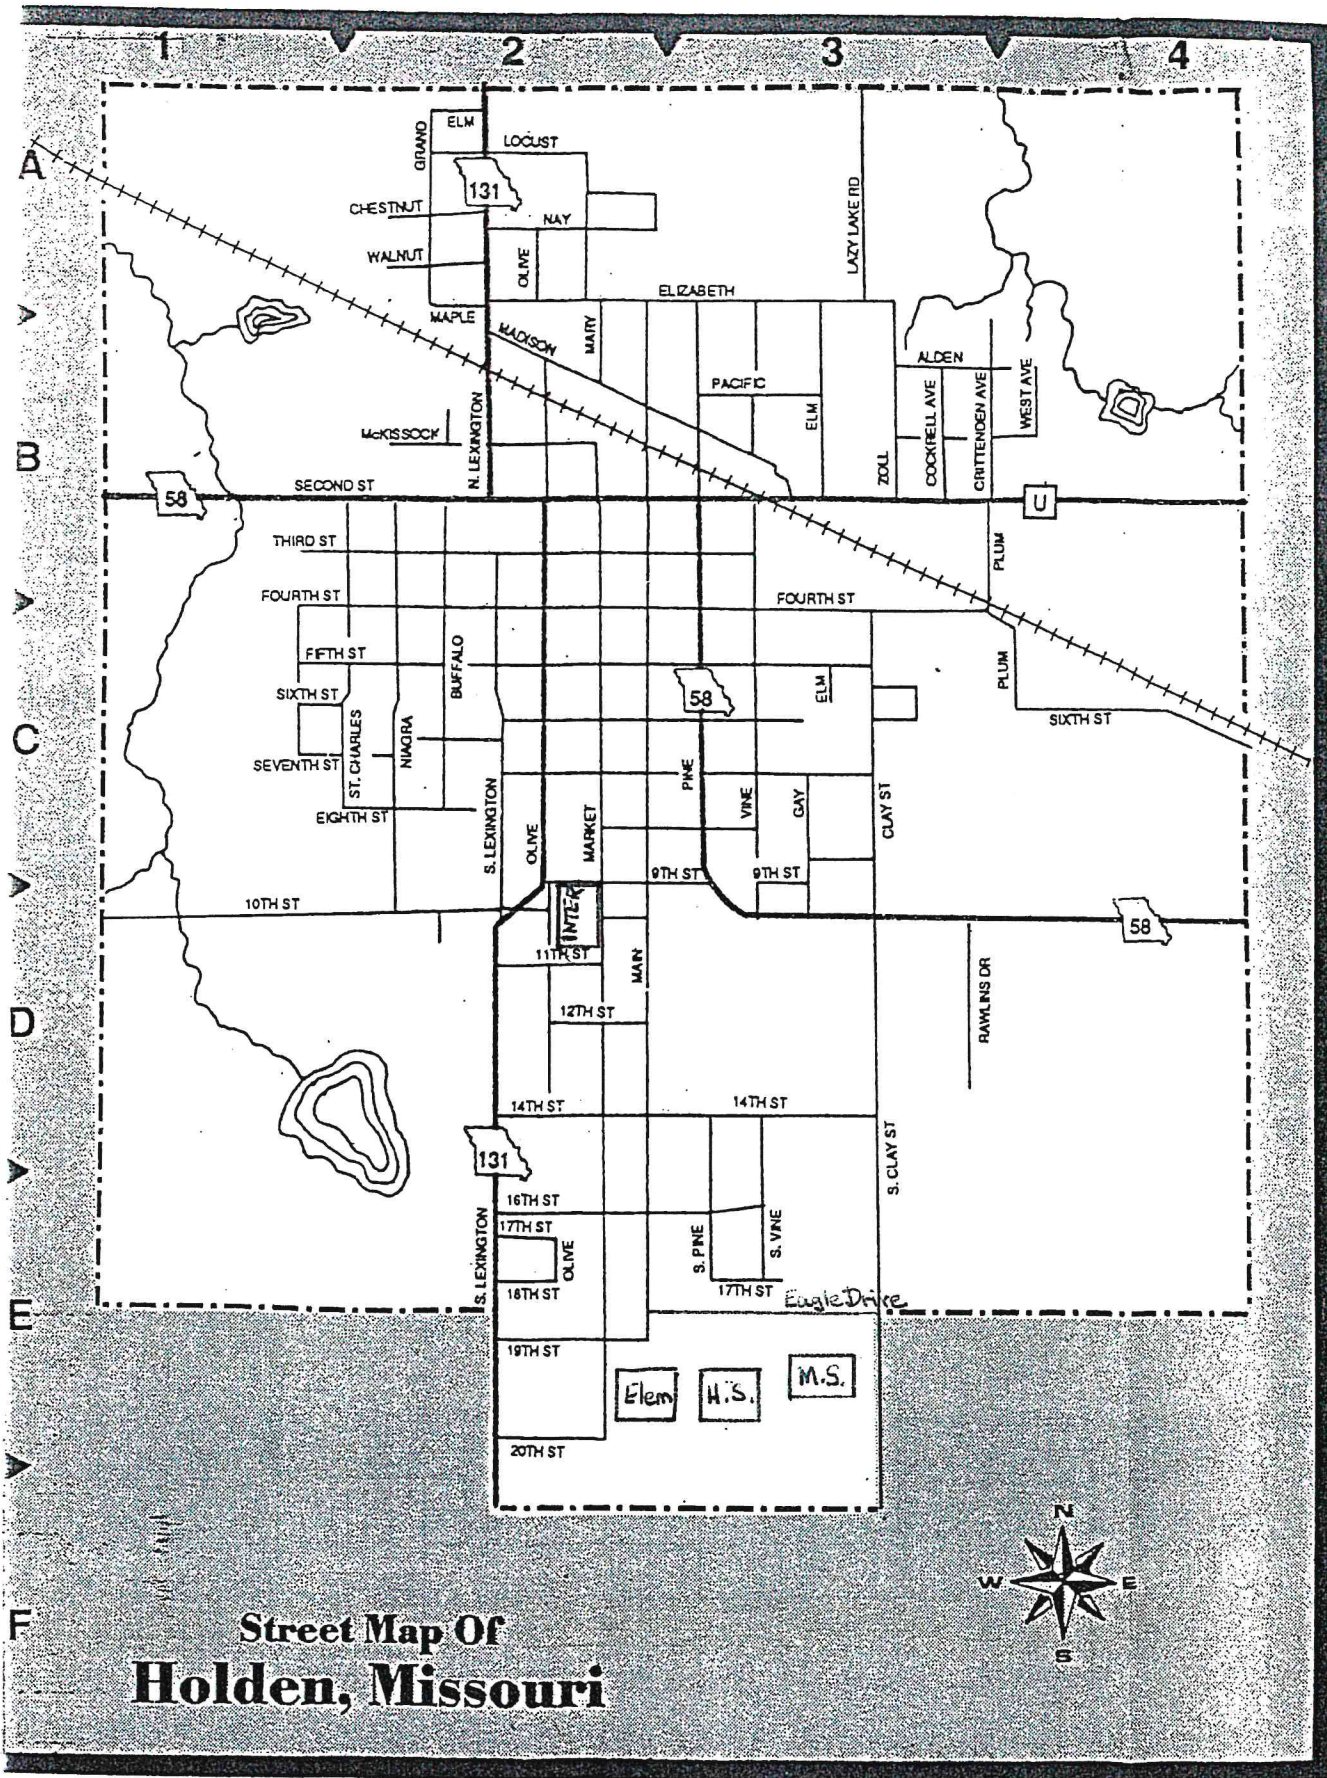 1
2
3
4
A
ELM
GRAND
LOCUST
131
CHESTNUT
NAY
WALNUT
OLIVE
LAZY LAKE RD
ELIZABETH
MAPLE
MADISON
MARY
ALDEN
PACIFIC
ELM
COCKRELL AVE
CRITTENDEN AVE
WEST AVE
McKISSOCK
N. LEXINGTON
B
ZOLL
SECOND ST
58
U
THIRD ST
PLUM
FOURTH ST
FOURTH ST
FIFTH ST
BUFFALO
PLUM
SIXTH ST
58
ELM
SIXTH ST
C
ST. CHARLES
NIAGRA
SEVENTH ST
PINE
VINE
GAY
CLAY ST
EIGHTH ST
S. LEXINGTON
OLIVE
MARKET
9TH ST
9TH ST
10TH ST
INTER
58
11TH ST
MAIN
RAWLINS DR
D
12TH ST
14TH ST
14TH ST
131
S. CLAY ST
16TH ST
17TH ST
S. LEXINGTON
OLIVE
S. PINE
S. VINE
18TH ST
17TH ST
Eagle Drive
E
19TH ST
Elem
H.S.
M.S.
20TH ST
N
W
E
S
F
Street Map Of
Holden, Missouri